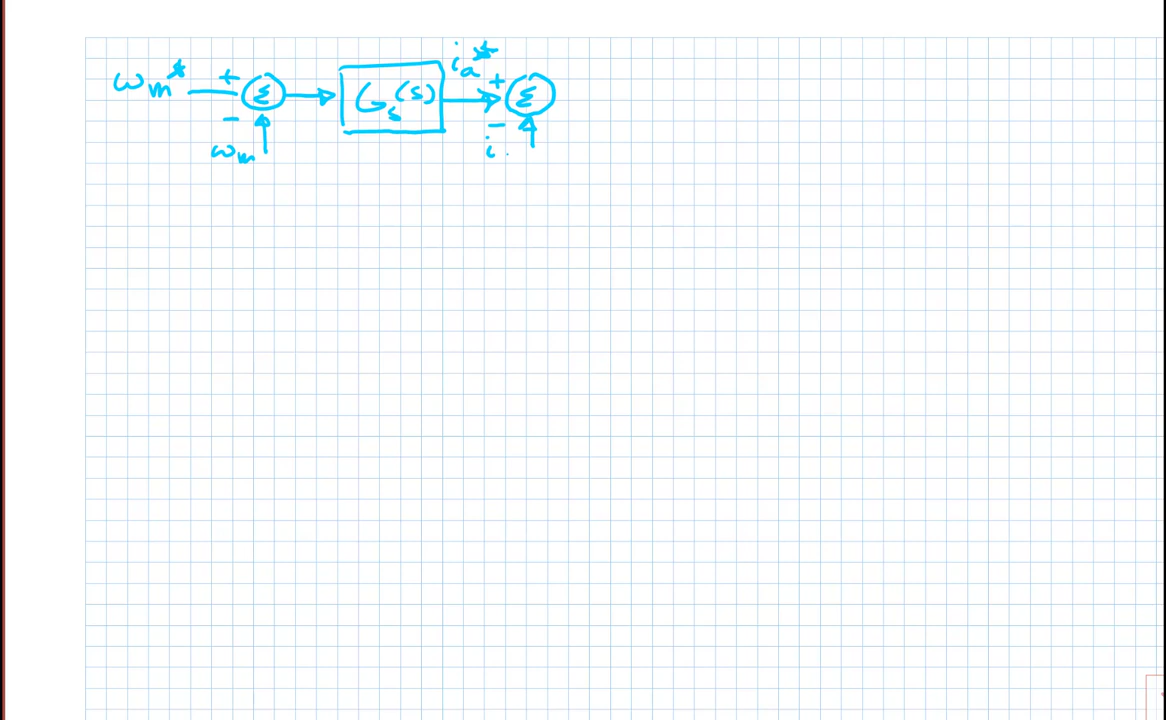 ωm* + Σ Gs(s) ia* + Σ
− ωm − i